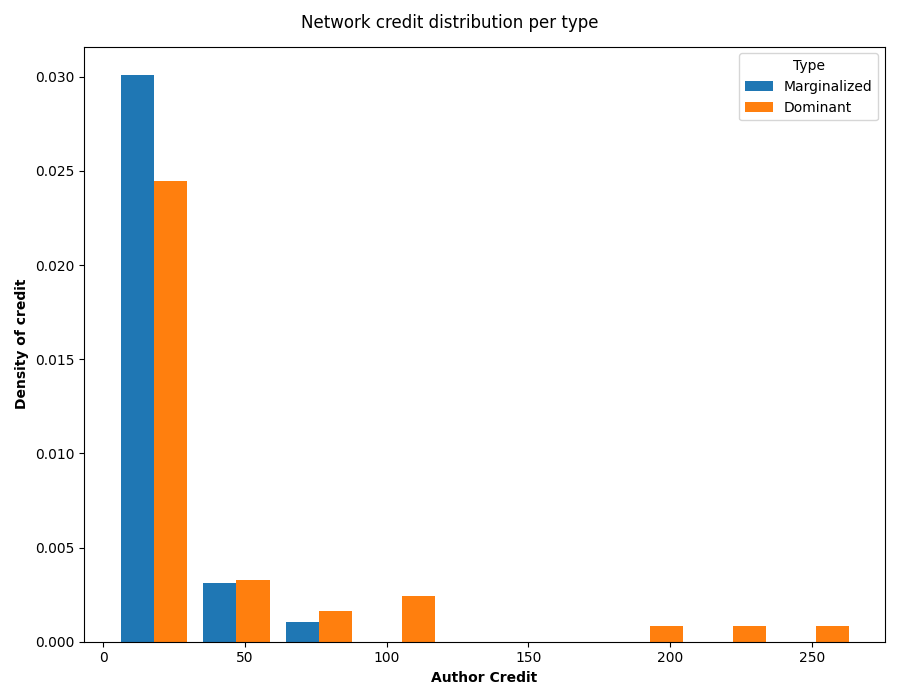 Network credit distribution per type
Type
Marginalized
Dominant
Density of credit
0.030
0.025
0.020
0.015
0.010
0.005
0.000
0 50 100 150 200 250
Author Credit